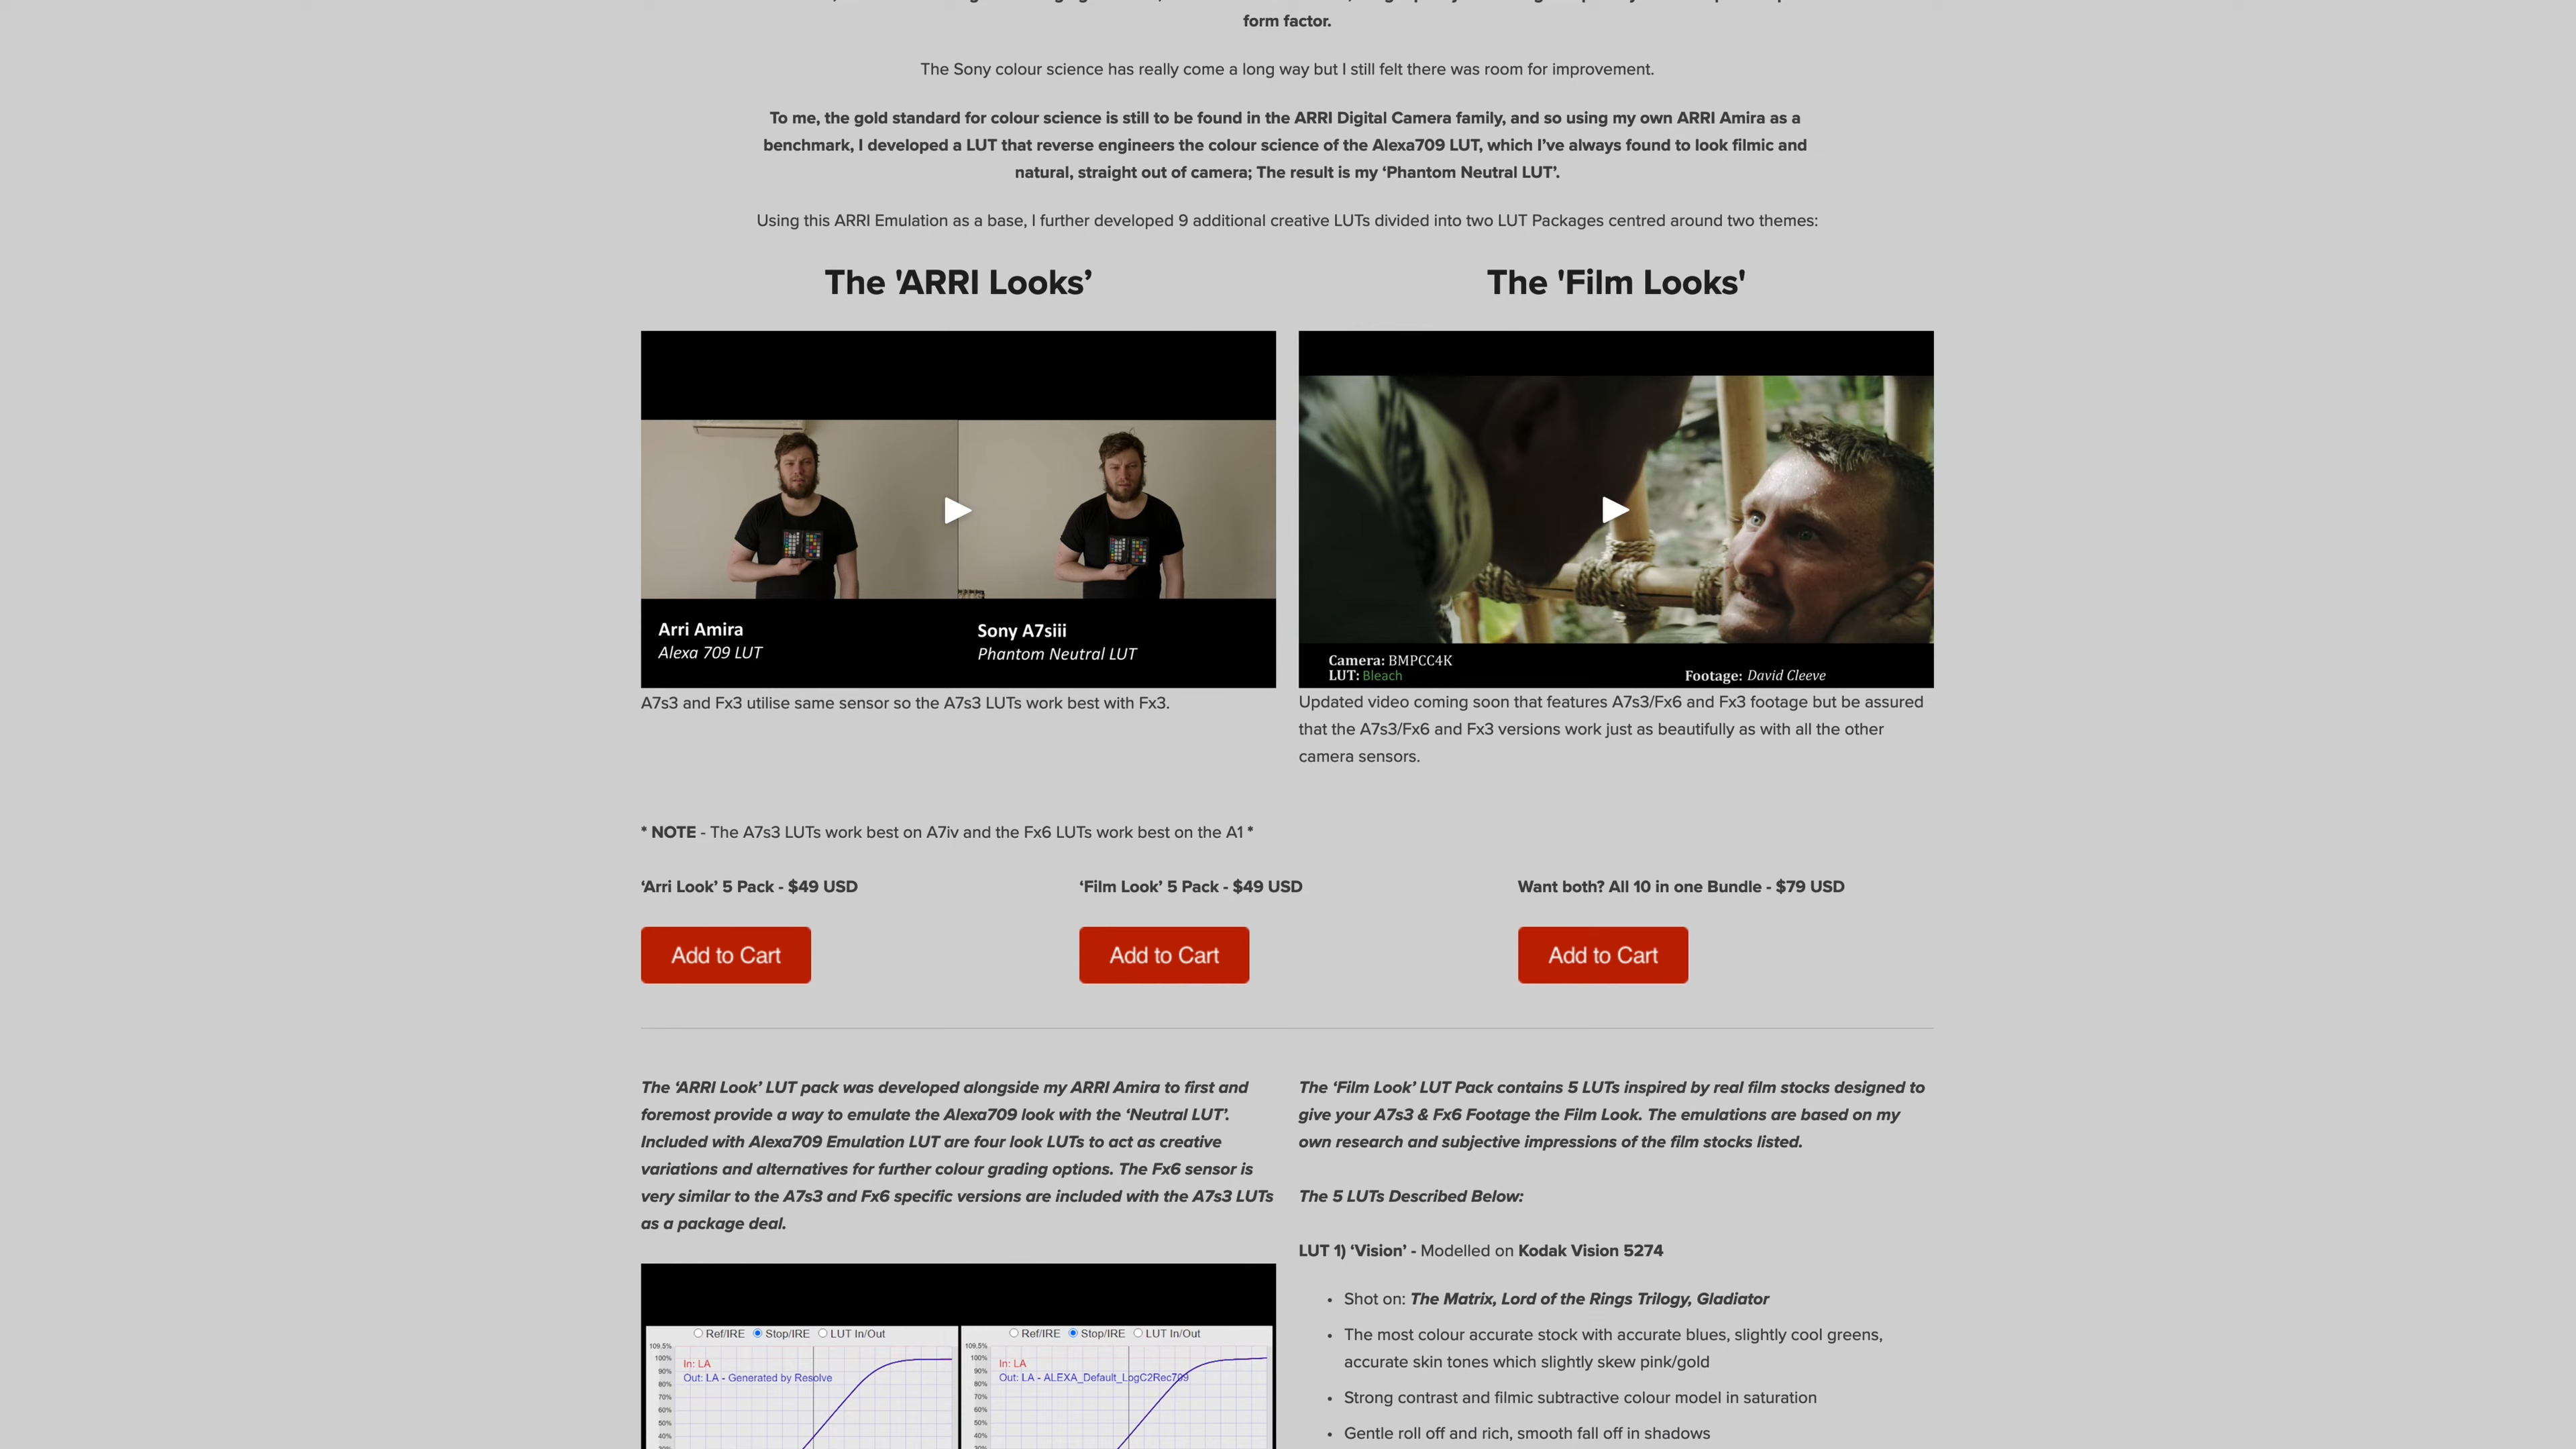 form factor.
The Sony colour science has really come a long way but I still felt there was room for improvement.
To me, the gold standard for colour science is still to be found in the ARRI Digital Camera family, and so using my own ARRI Amira as a
benchmark, I developed a LUT that reverse engineers the colour science of the Alexa709 LUT, which I’ve always found to look filmic and
natural, straight out of camera; The result is my ‘Phantom Neutral LUT’.
Using this ARRI Emulation as a base, I further developed 9 additional creative LUTs divided into two LUT Packages centred around two themes:
The 'ARRI Looks’
Arri Amira
Alexa 709 LUT
Sony A7siii
Phantom Neutral LUT
A7s3 and Fx3 utilise same sensor so the A7s3 LUTs work best with Fx3.
The 'Film Looks'
Camera: BMPCC4K
LUT: Bleach
Footage: David Cleeve
Updated video coming soon that features A7s3/Fx6 and Fx3 footage but be assured
that the A7s3/Fx6 and Fx3 versions work just as beautifully as with all the other
camera sensors.
* NOTE - The A7s3 LUTs work best on A7iv and the Fx6 LUTs work best on the A1 *
‘Arri Look’ 5 Pack - $49 USD
Add to Cart
‘Film Look’ 5 Pack - $49 USD
Add to Cart
Want both? All 10 in one Bundle - $79 USD
Add to Cart
The ‘ARRI Look’ LUT pack was developed alongside my ARRI Amira to first and
foremost provide a way to emulate the Alexa709 look with the ‘Neutral LUT’.
Included with Alexa709 Emulation LUT are four look LUTs to act as creative
variations and alternatives for further colour grading options. The Fx6 sensor is
very similar to the A7s3 and Fx6 specific versions are included with the A7s3 LUTs
as a package deal.
Ref/IRE Stop/IRE LUT In/Out
109.5%
100%
90%
80%
70%
60%
50%
40%
In: LA
Out: LA - Generated by Resolve
Ref/IRE Stop/IRE LUT In/Out
109.5%
100%
90%
80%
70%
60%
50%
40%
In: LA
Out: LA - ALEXA_Default_LogC2Rec709
The ‘Film Look’ LUT Pack contains 5 LUTs inspired by real film stocks designed to
give your A7s3 & Fx6 Footage the Film Look. The emulations are based on my
own research and subjective impressions of the film stocks listed.
The 5 LUTs Described Below:
LUT 1) ‘Vision’ - Modelled on Kodak Vision 5274
• Shot on: The Matrix, Lord of the Rings Trilogy, Gladiator
• The most colour accurate stock with accurate blues, slightly cool greens,
accurate skin tones which slightly skew pink/gold
• Strong contrast and filmic subtractive colour model in saturation
• Gentle roll off and rich, smooth fall off in shadows